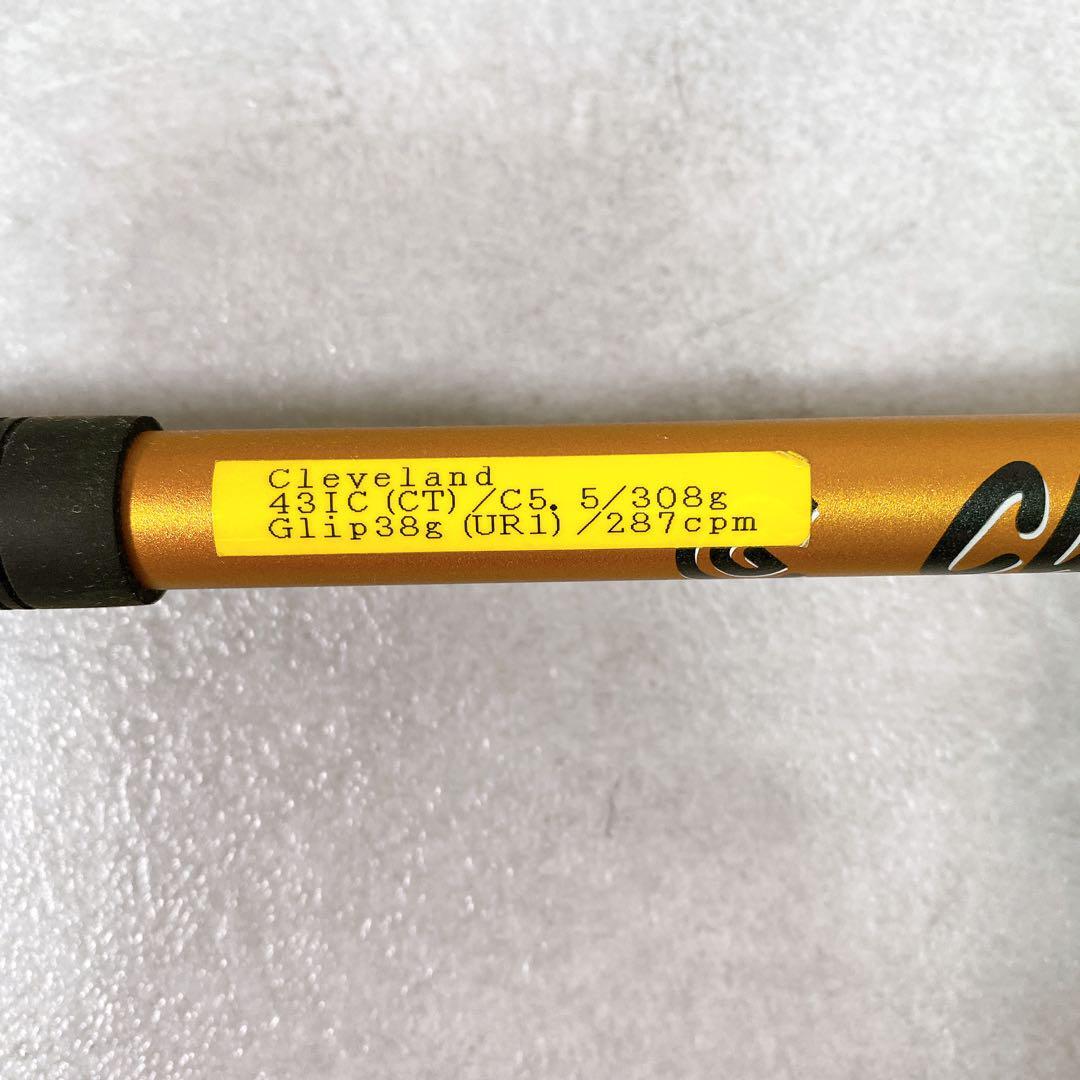 Cleveland
43IC (CT) /C5. 5/308g
Glip38g (UR1) /287cpm